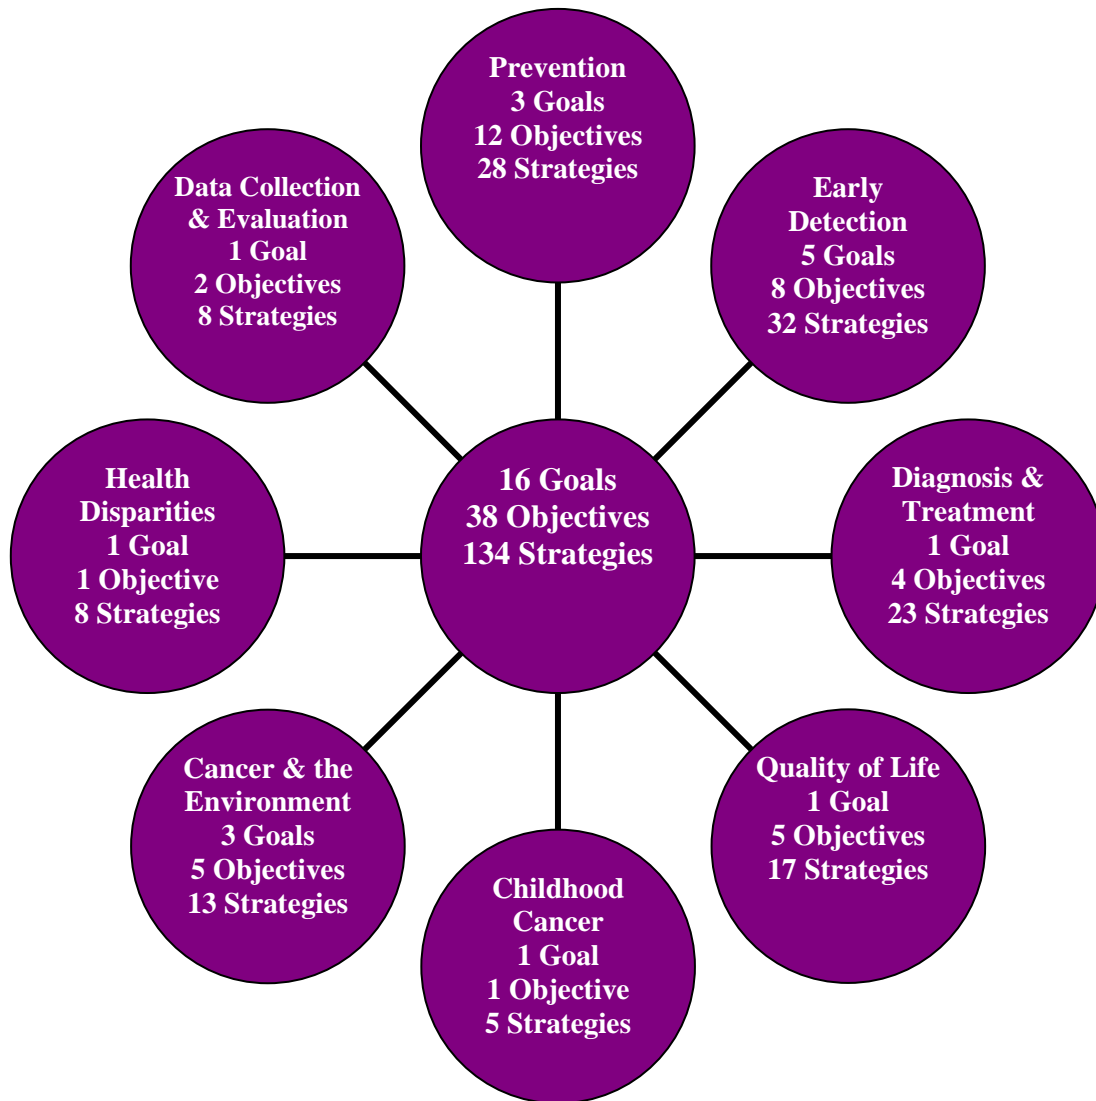 Prevention
3 Goals
12 Objectives
28 Strategies
Early
Detection
5 Goals
8 Objectives
32 Strategies
Diagnosis &
Treatment
1 Goal
4 Objectives
23 Strategies
Quality of Life
1 Goal
5 Objectives
17 Strategies
Childhood
Cancer
1 Goal
1 Objective
5 Strategies
Cancer & the
Environment
3 Goals
5 Objectives
13 Strategies
Health
Disparities
1 Goal
1 Objective
8 Strategies
Data Collection
& Evaluation
1 Goal
2 Objectives
8 Strategies
16 Goals
38 Objectives
134 Strategies